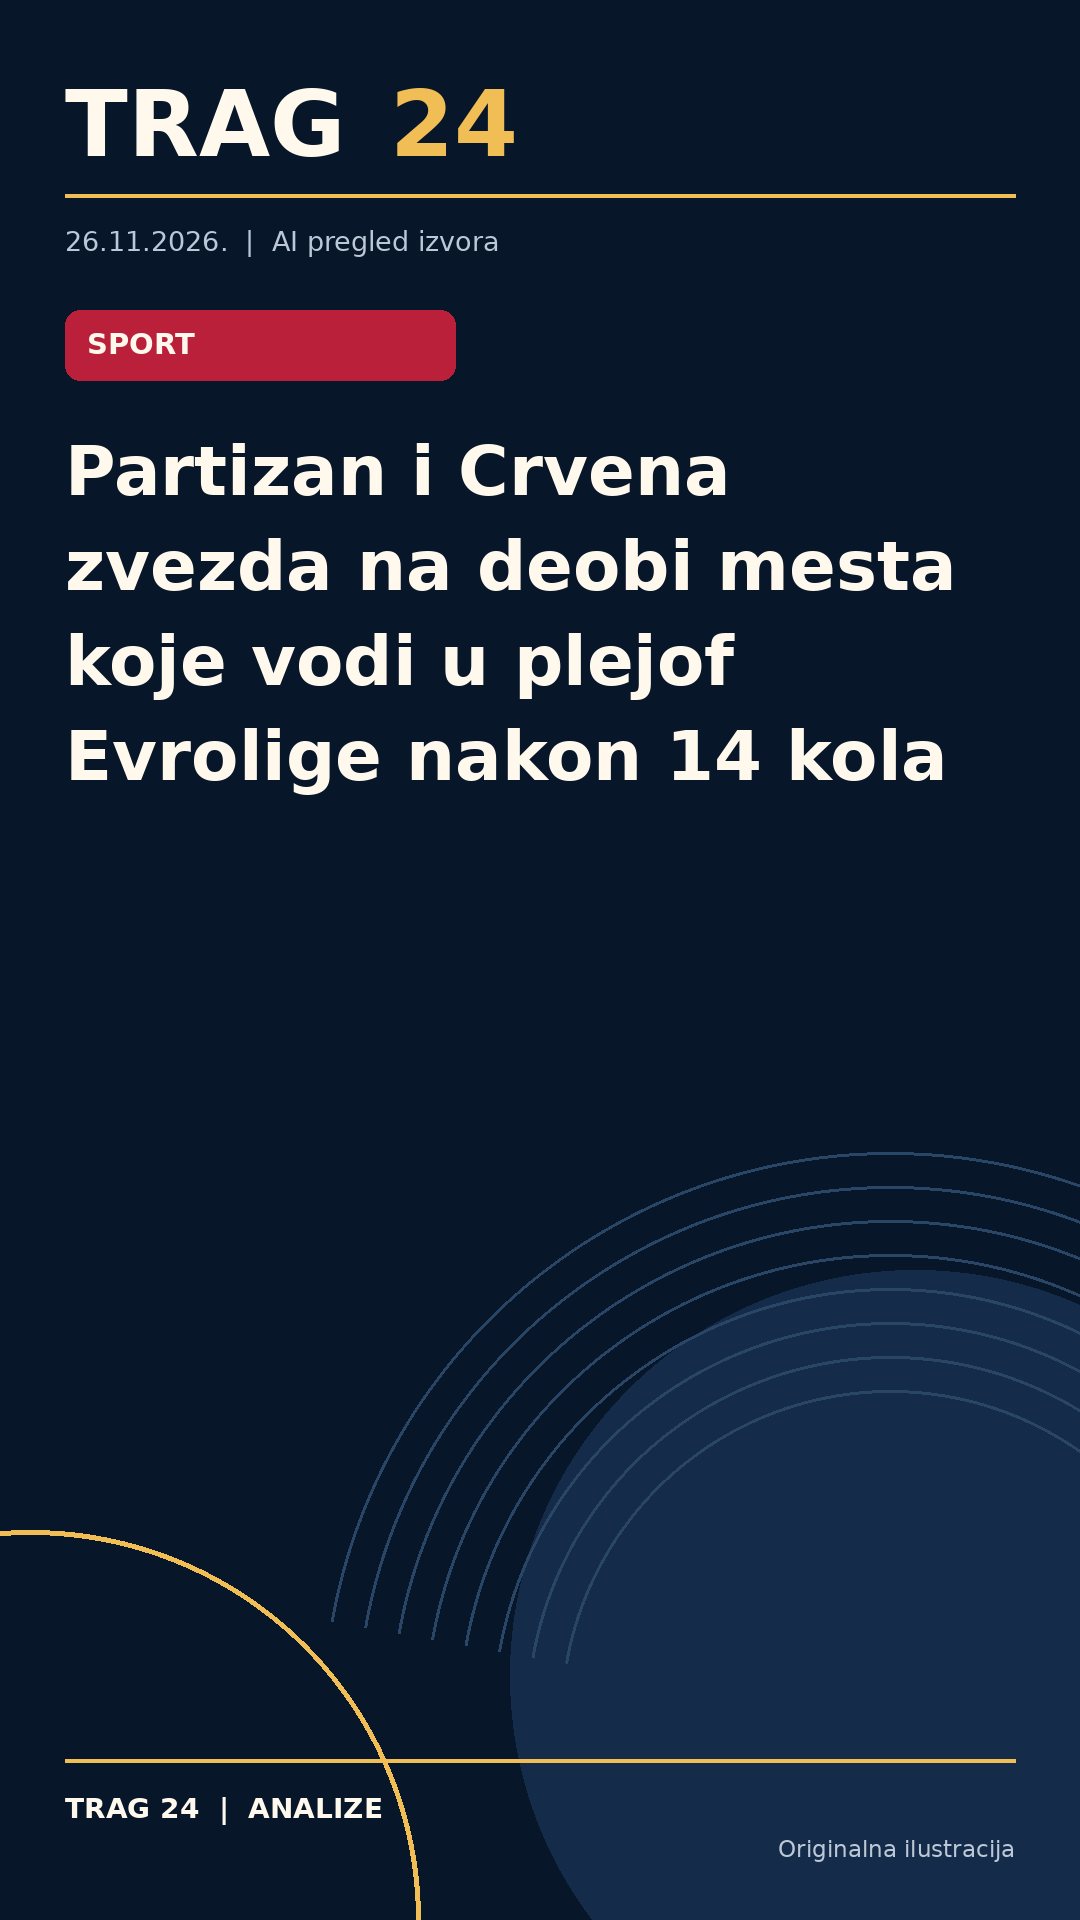 TRAG 24
26.11.2026. | AI pregled izvora
SPORT
Partizan i Crvena
zvezda na deobi mesta
koje vodi u plejof
Evrolige nakon 14 kola
TRAG 24 | ANALIZE
Originalna ilustracija